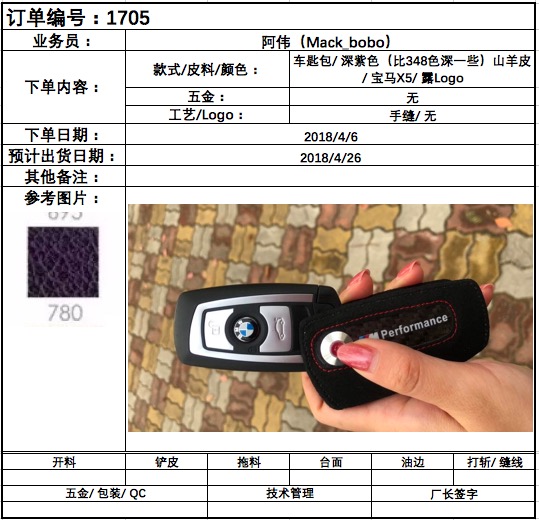 订单编号：1705
业务员：
阿伟（Mack_bobo）
下单内容：
款式/皮料/颜色：
车匙包/ 深紫色（比348色深一些）山羊皮
/ 宝马X5/ 露Logo
五金：
无
工艺/Logo：
手缝/ 无
下单日期：
2018/4/6
预计出货日期：
2018/4/26
其他备注：
参考图片：
695
780
BMW
M Performance
开料
铲皮
拖料
台面
油边
打斩/ 缝线
五金/ 包装/ QC
技术管理
厂长签字